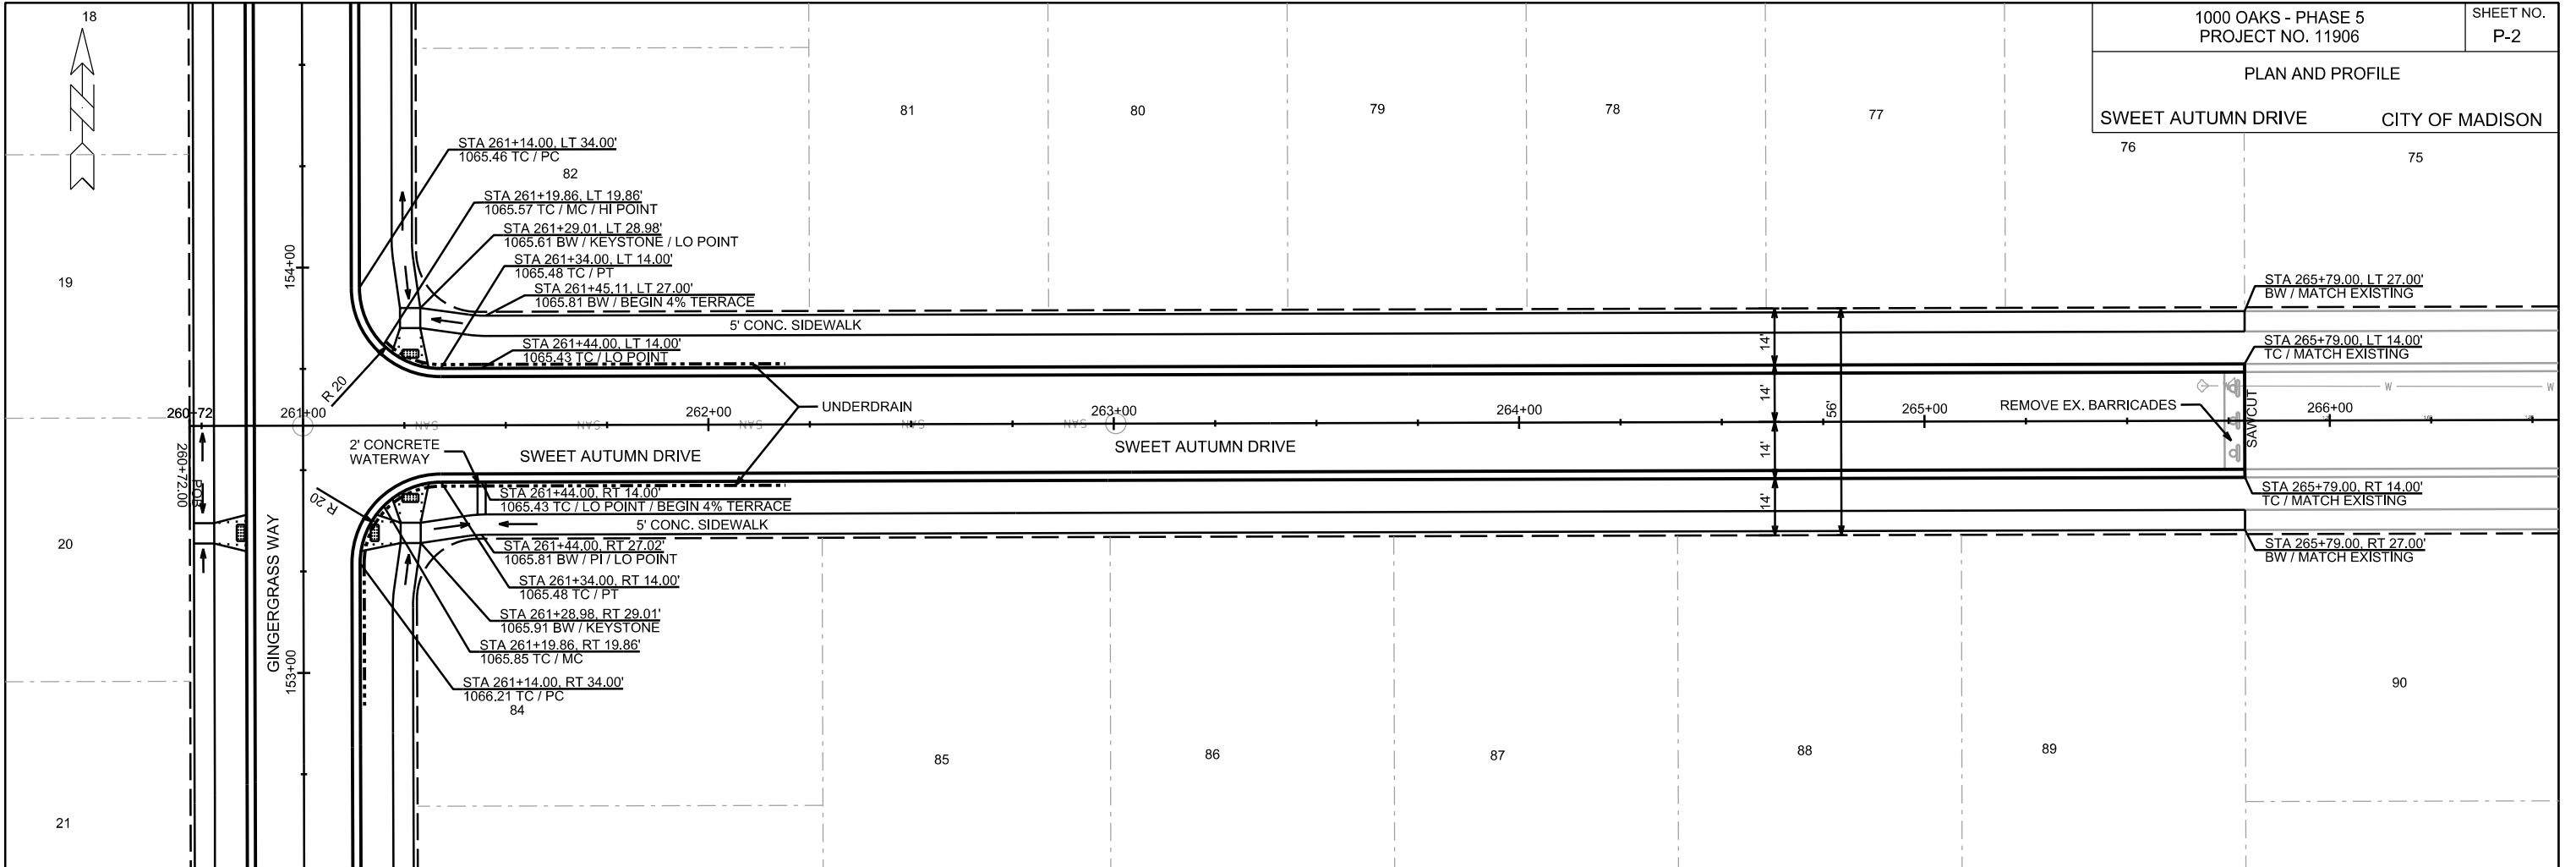 18
1000 OAKS - PHASE 5
PROJECT NO. 11906
SHEET NO.
P-2
PLAN AND PROFILE
SWEET AUTUMN DRIVE
CITY OF MADISON
81
80
79
78
77
76
75
STA 261+14.00, LT 34.00'
1065.46 TC / PC
82
STA 261+19.86, LT 19.86'
1065.57 TC / MC / HI POINT
STA 261+29.01, LT 28.98'
1065.61 BW / KEYSTONE / LO POINT
STA 261+34.00, LT 14.00'
1065.48 TC / PT
STA 261+45.11, LT 27.00'
1065.81 BW / BEGIN 4% TERRACE
5' CONC. SIDEWALK
STA 261+44.00, LT 14.00'
1065.43 TC / LO POINT
19
154+00
R 20
STA 265+79.00, LT 27.00'
BW / MATCH EXISTING
STA 265+79.00, LT 14.00'
TC / MATCH EXISTING
14'
14'
56'
14'
14'
W
W
260+72
261+00
262+00
263+00
264+00
265+00
266+00
UNDERDRAIN
REMOVE EX. BARRICADES
SAWCUT
SAN
SAN
SAN
SAN
SAN
260+72.00
POB
2' CONCRETE
WATERWAY
SWEET AUTUMN DRIVE
SWEET AUTUMN DRIVE
R 20
STA 261+44.00, RT 14.00'
1065.43 TC / LO POINT / BEGIN 4% TERRACE
5' CONC. SIDEWALK
STA 265+79.00, RT 14.00'
TC / MATCH EXISTING
STA 265+79.00, RT 27.00'
BW / MATCH EXISTING
20
GINGERGRASS WAY
153+00
STA 261+44.00, RT 27.02'
1065.81 BW / PI / LO POINT
STA 261+34.00, RT 14.00'
1065.48 TC / PT
STA 261+28.98, RT 29.01'
1065.91 BW / KEYSTONE
STA 261+19.86, RT 19.86'
1065.85 TC / MC
STA 261+14.00, RT 34.00'
1066.21 TC / PC
84
85
86
87
88
89
90
21